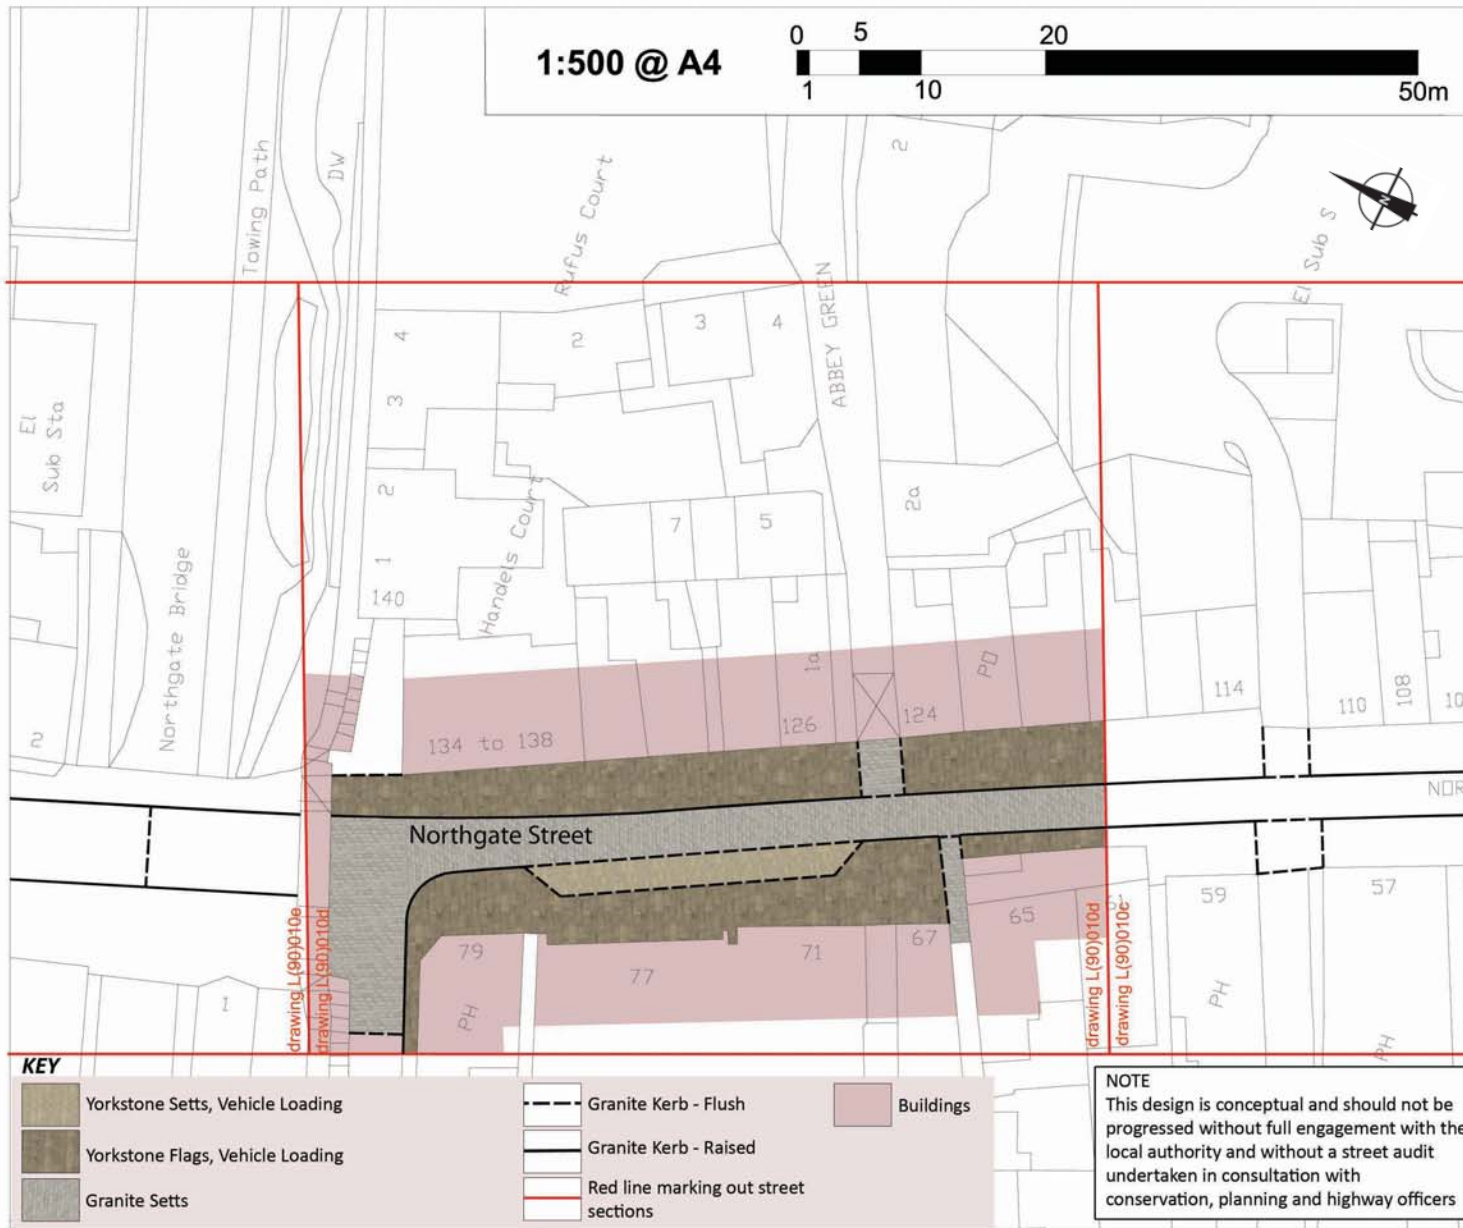 1:500 @ A4
0 5 20
1 10 50m
Towing Path
DW
Rufus Court
2
ABBEY GREEN
El Sub S
N
4
3
2
3
4
El
Sub Sta
2
1
140
Handels Court
7
5
2a
Northgate Bridge
2
134 to 138
126
1a
124
PO
114
110
108
10
NOR
Northgate Street
79
77
71
67
65
61
59
57
PH
PH
PH
1
drawing L(90)010e
drawing L(90)010d
drawing L(90)010d
drawing L(90)010c
KEY
Yorkstone Setts, Vehicle Loading
Yorkstone Flags, Vehicle Loading
Granite Setts
Granite Kerb - Flush
Granite Kerb - Raised
Red line marking out street
sections
Buildings
NOTE
This design is conceptual and should not be
progressed without full engagement with the
local authority and without a street audit
undertaken in consultation with
conservation, planning and highway officers